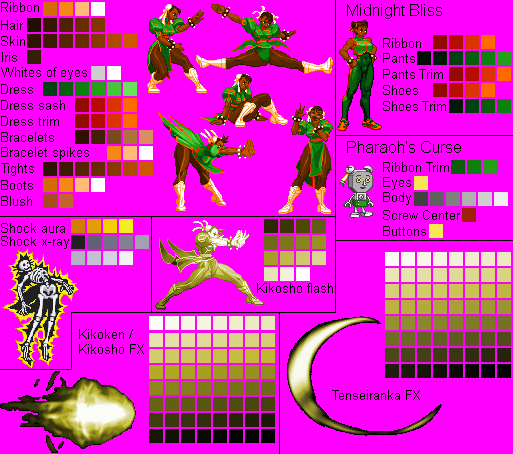 Ribbon
Hair
Skin
Iris
Whites of eyes
Dress
Dress sash
Dress trim
Bracelets
Bracelet spikes
Tights
Boots
Blush
Midnight Bliss
Ribbon
Pants
Pants Trim
Shoes
Shoes Trim
Pharaoh's Curse
Ribbon Trim
Eyes
Body
Screw Center
Buttons
Shock aura
Shock x-ray
Kikosho flash
Kikoken /
Kikosho FX
Tenseiranka FX